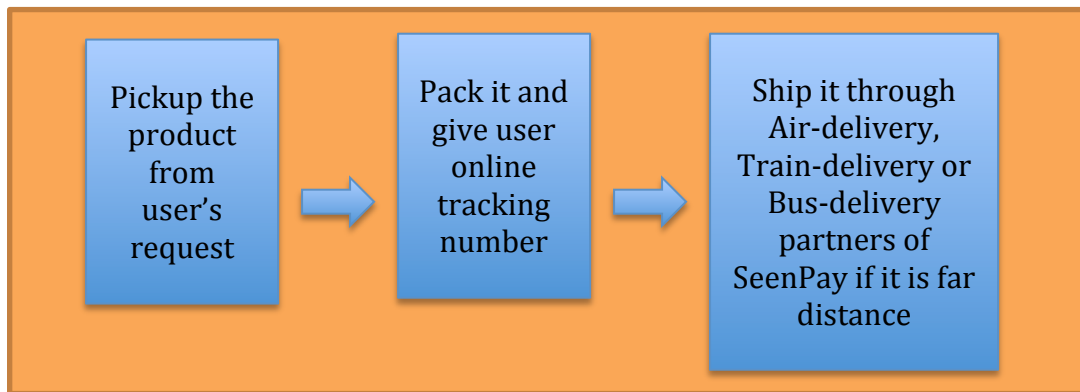 Pickup the
product
from
user’s
request
Pack it and
give user
online
tracking
number
Ship it through
Air-delivery,
Train-delivery or
Bus-delivery
partners of
SeenPay if it is far
distance